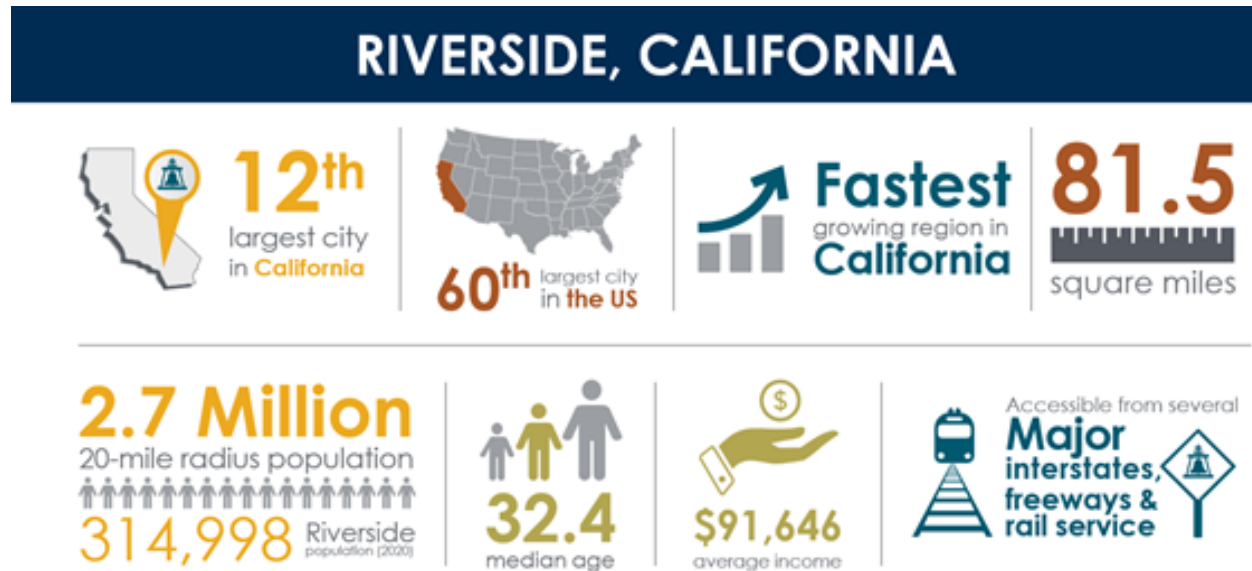 RIVERSIDE, CALIFORNIA
12th
largest city
in California
60th largest city
in the US
Fastest
growing region in
California
81.5
square miles
2.7 Million
20-mile radius population
314,998 Riverside
population (2020)
32.4
median age
$
$91,646
average income
Accessible from several
Major
interstates,
freeways &
rail service